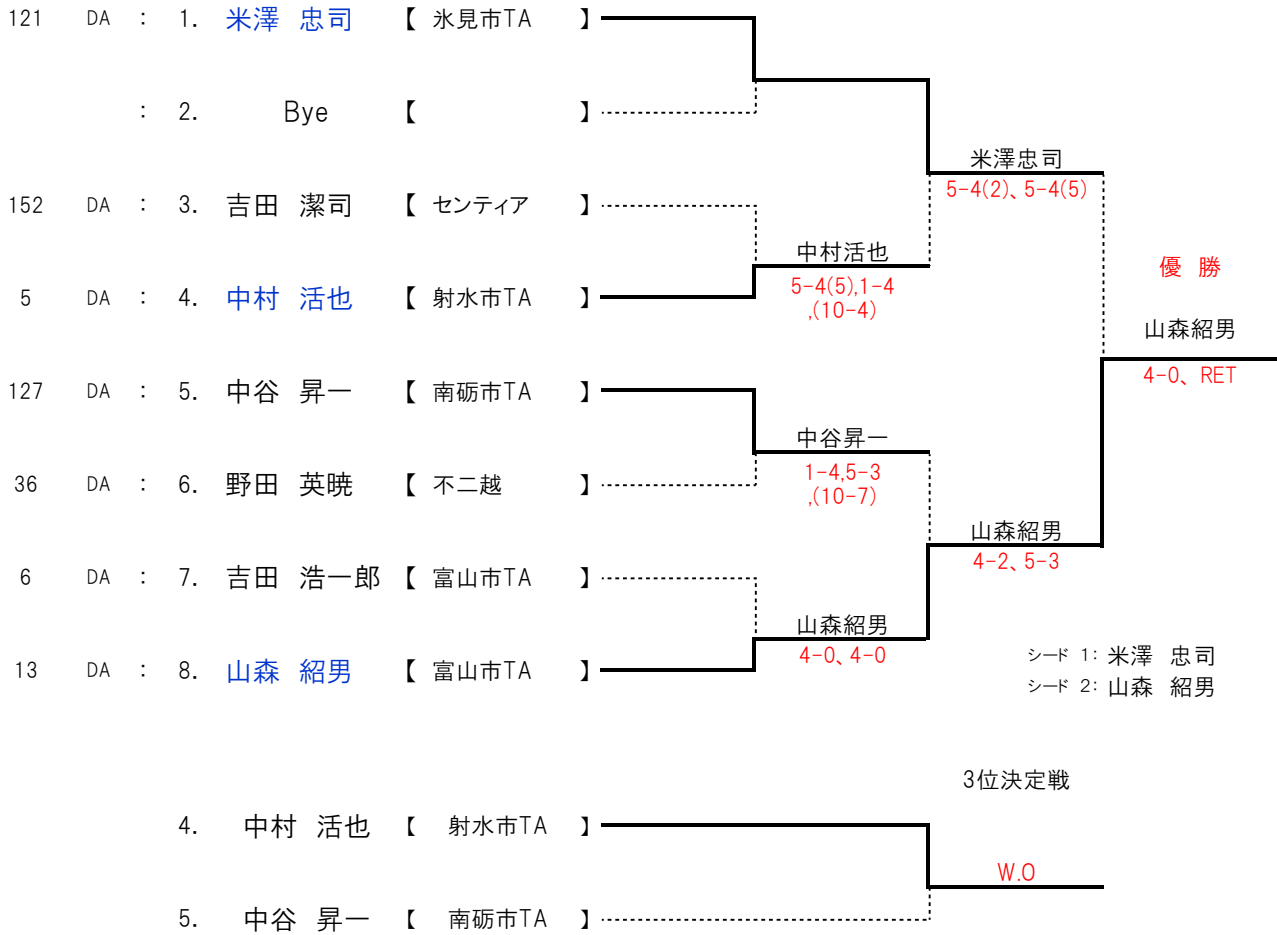 121 DA : 1. 米澤 忠司 【 氷見市TA 】
: 2. Bye 【 】
米澤忠司
5-4(2)、5-4(5)
152 DA : 3. 吉田 潔司 【 センティア 】
中村活也
5-4(5),1-4
,(10-4)
優 勝
5 DA : 4. 中村 活也 【 射水市TA 】
山森紹男
4-0、RET
127 DA : 5. 中谷 昇一 【 南砺市TA 】
中谷昇一
1-4,5-3
,(10-7)
36 DA : 6. 野田 英暁 【 不二越 】
山森紹男
4-2、5-3
6 DA : 7. 吉田 浩一郎 【 富山市TA 】
山森紹男
4-0、4-0
13 DA : 8. 山森 紹男 【 富山市TA 】
シード 1: 米澤 忠司
シード 2: 山森 紹男
3位決定戦
4. 中村 活也 【 射水市TA 】
W.O
5. 中谷 昇一 【 南砺市TA 】